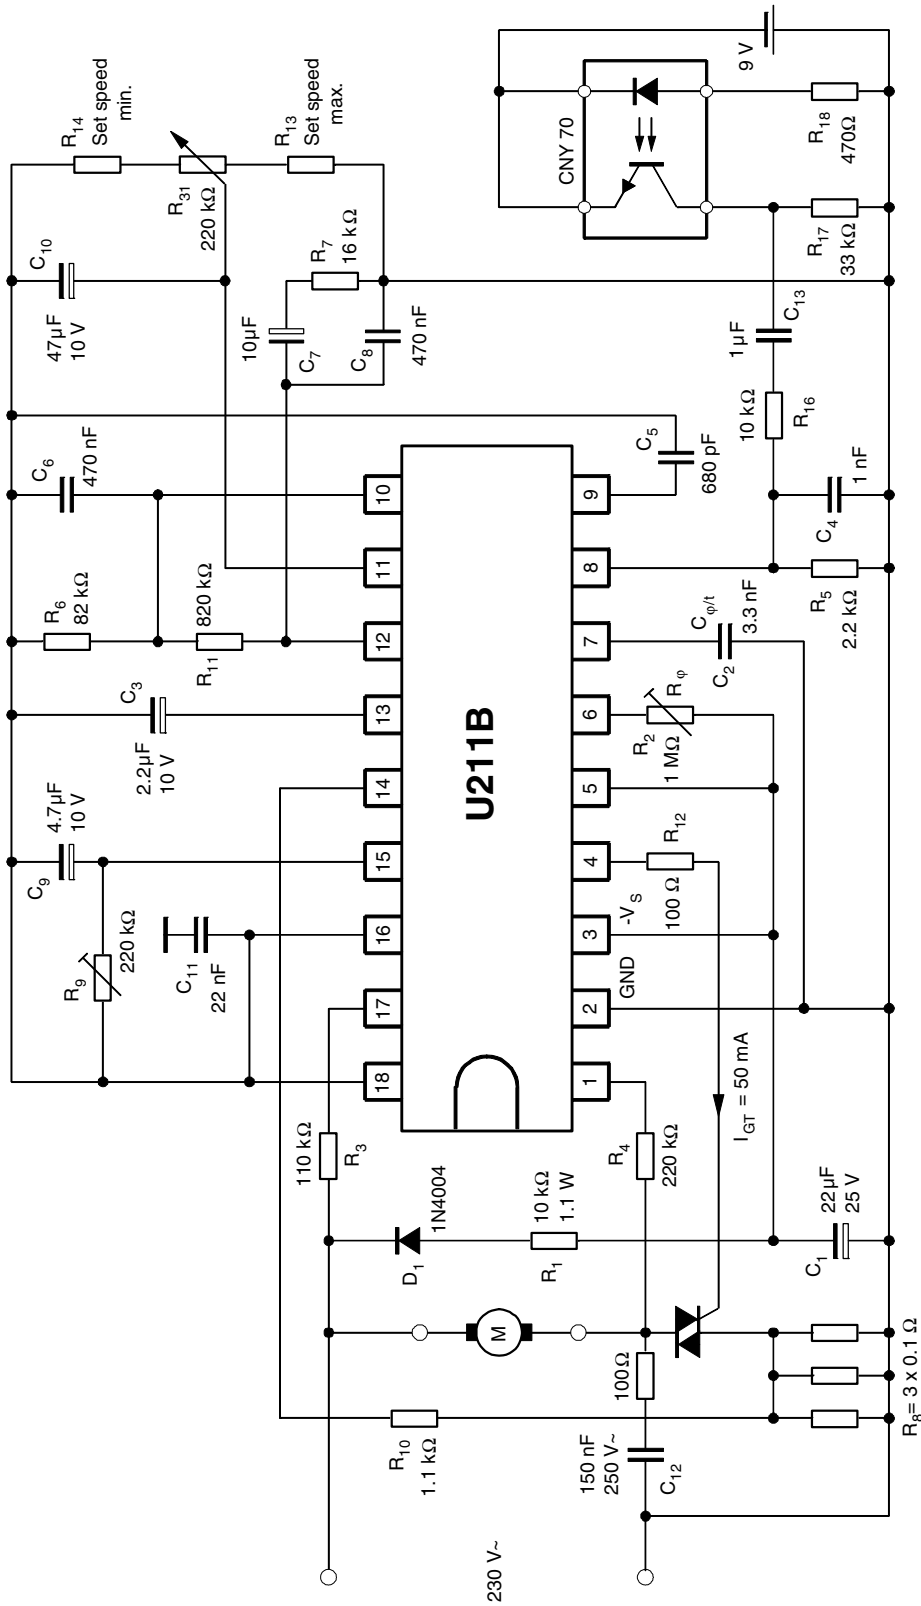 R14
Set speed
min.
R31
220 kΩ
R13
Set speed
max.
C10
47µF
10 V
R7
16 kΩ
10µF
C7
C8
470 nF
C6
470 nF
R6
82 kΩ
R11
820 kΩ
C3
2.2µF
10 V
C9
4.7µF
10 V
R9
220 kΩ
C11
22 nF
10
11
12
13
14
15
16
17
18
U211B
9
8
7
6
5
4
3
2
1
-VS
GND
CNY 70
9 V
R18
470Ω
R17
33 kΩ
C13
1µF
10 kΩ
R16
C5
680 pF
C4
1 nF
R5
2.2 kΩ
Cφ/t
3.3 nF
C2
Rφ
R2
1 MΩ
R12
100 Ω
IGT = 50 mA
110 kΩ
R3
R4
220 kΩ
1N4004
D1
10 kΩ
1.1 W
R1
22µF
25 V
C1
M
100Ω
R10
1.1 kΩ
150 nF
250 V~
C12
230 V~
R8= 3 x 0.1 Ω